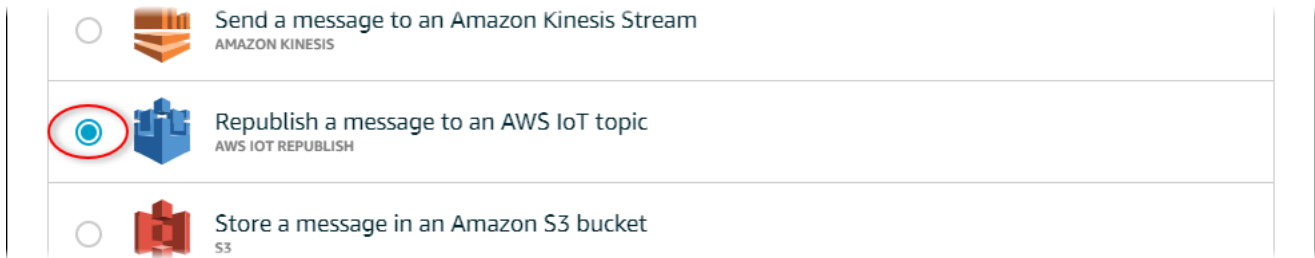 Send a message to an Amazon Kinesis Stream
AMAZON KINESIS
Republish a message to an AWS IoT topic
AWS IOT REPUBLISH
Store a message in an Amazon S3 bucket
S3